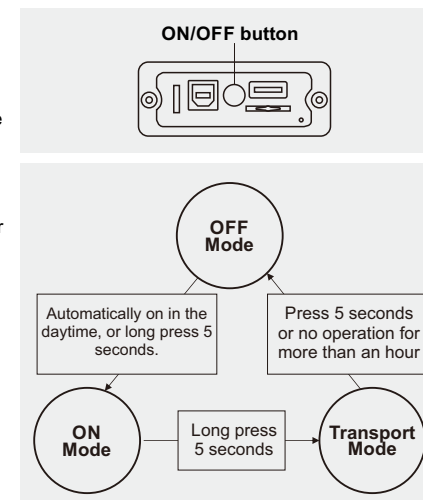 ON/OFF button
e
r
OFF
Mode
Automatically on in the
daytime, or long press 5
seconds.
Press 5 seconds
or no operation for
more than an hour
ON
Mode
Long press
5 seconds
Transport
Mode